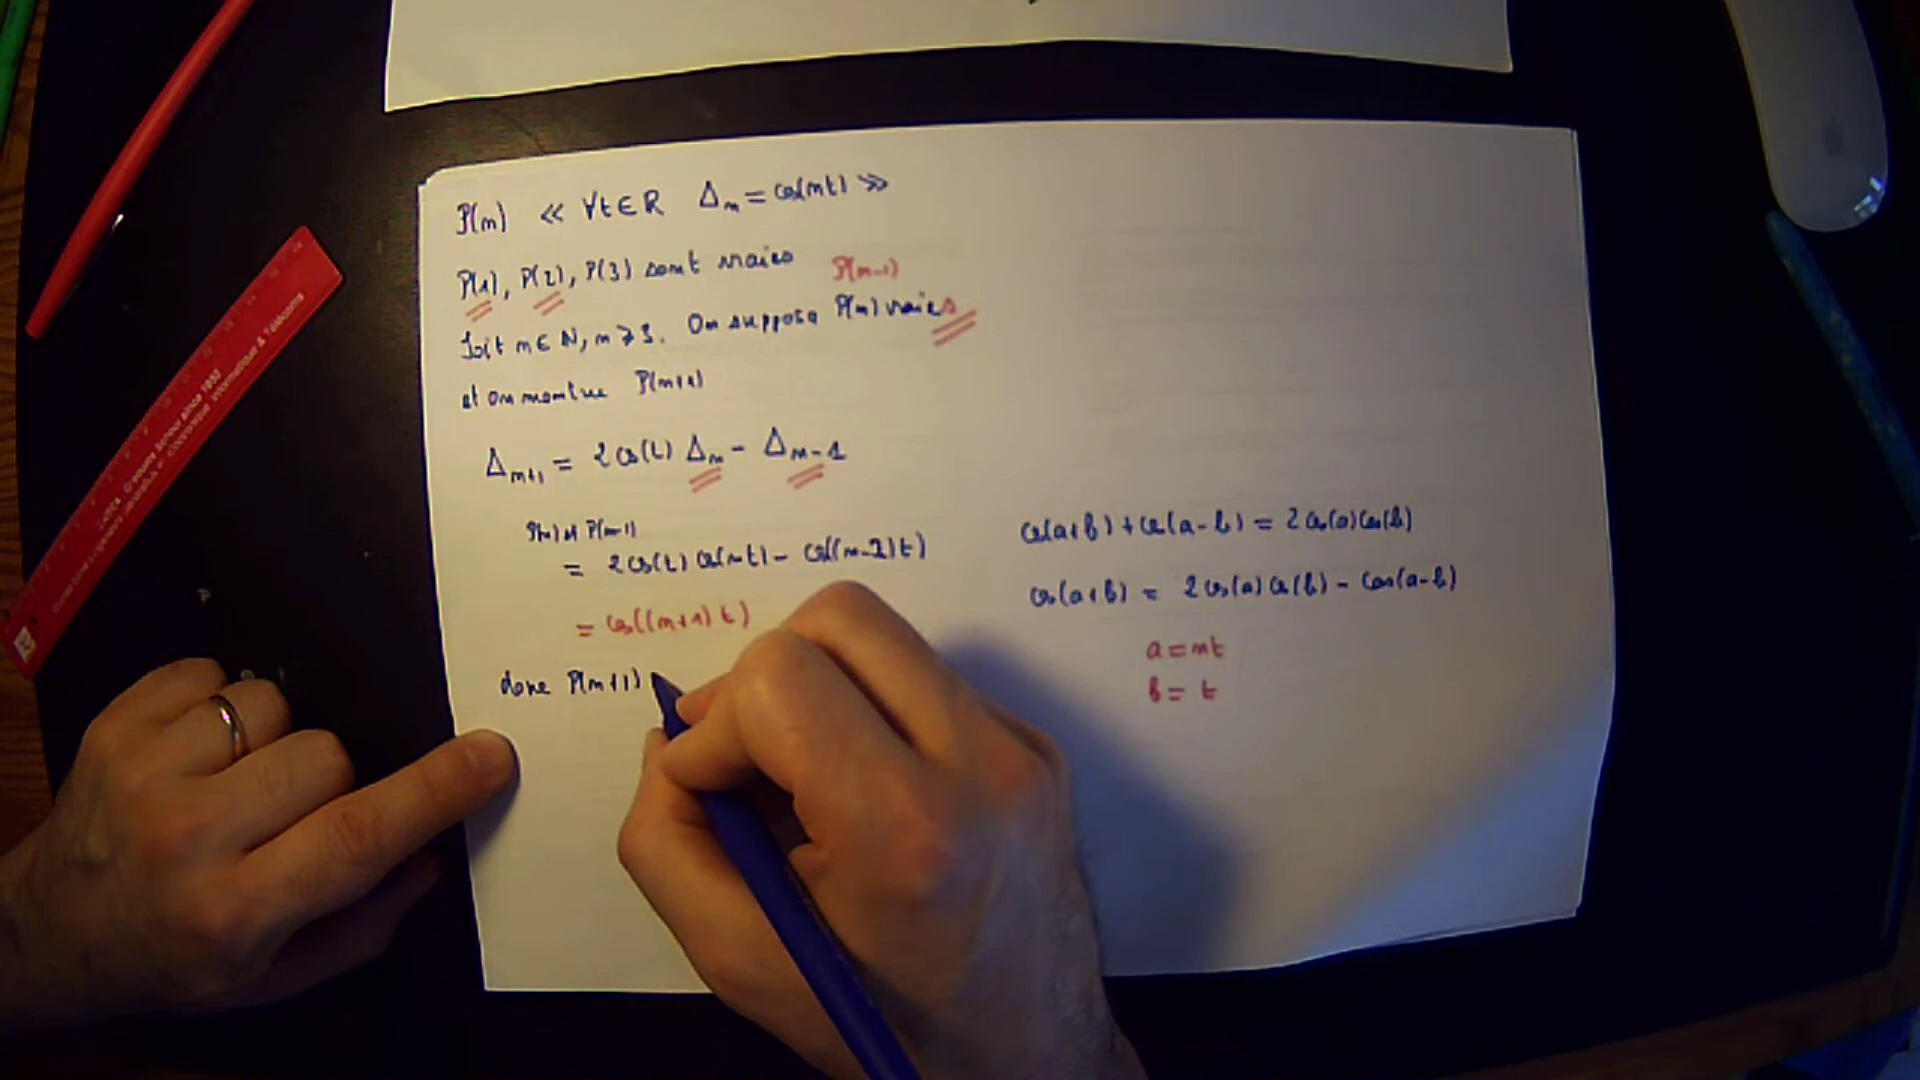 P(n) « ∀t∈R Δn = cos(nt) »
P(1), P(2), P(3) sont vraies
P(n-1)
Soit n∈N, n⩾3. On suppose P(n) vraies
et on montre P(n+1)
Δn+1 = 2cos(t) Δn - Δn-1
P(n) et P(n-1)
= 2cos(t) cos(nt) - cos((n-1)t)
= cos((n+1)t)
donc P(n+1)
cos(a+b) + cos(a-b) = 2cos(a)cos(b)
cos(a+b) = 2cos(a)cos(b) - cos(a-b)
a = nt
b = t